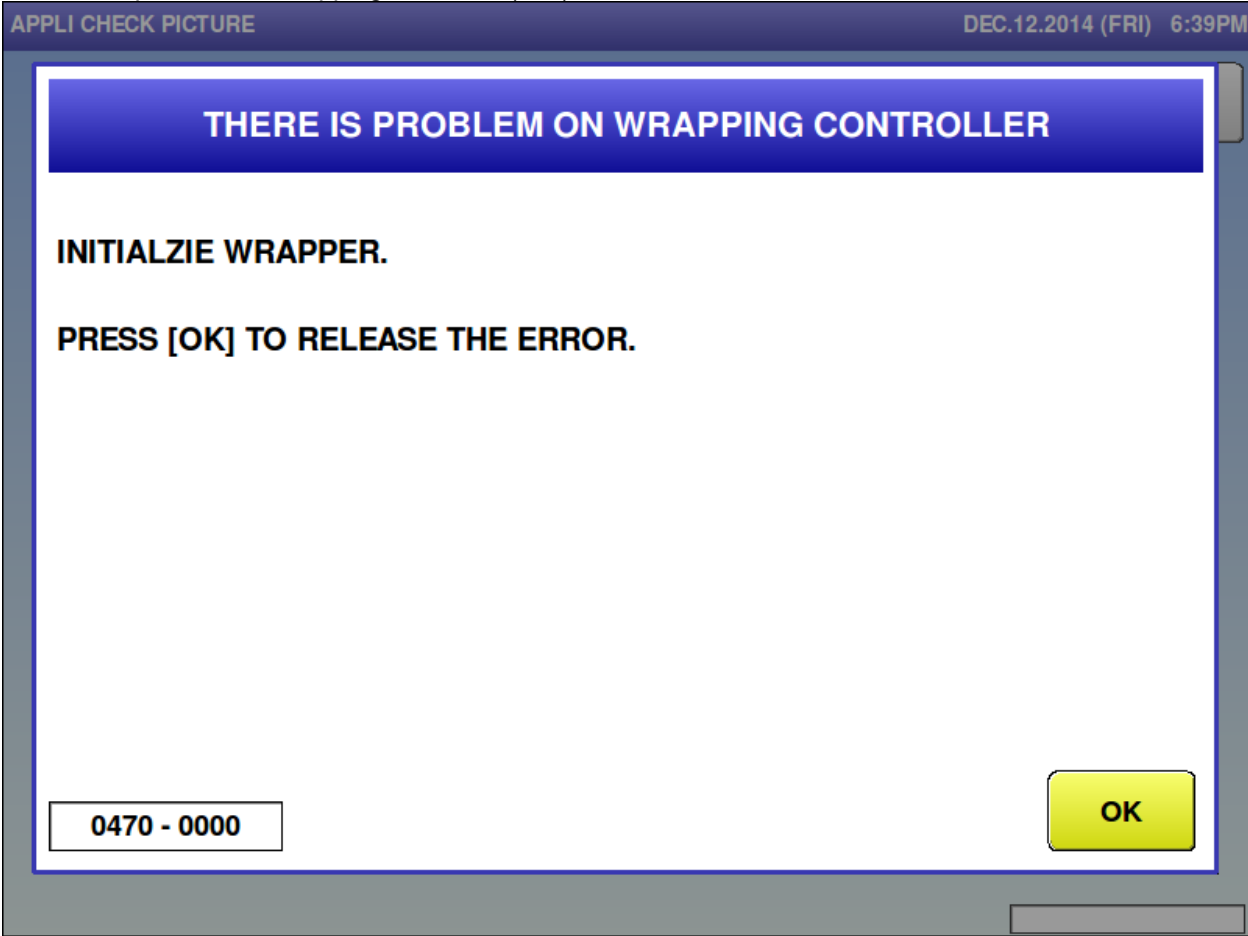 APPLI CHECK PICTURE DEC.12.2014 (FRI) 6:39PM
THERE IS PROBLEM ON WRAPPING CONTROLLER
INITIALZIE WRAPPER.
PRESS [OK] TO RELEASE THE ERROR.
0470 - 0000
OK